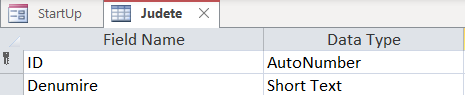 StartUp Judete
Field Name Data Type
ID AutoNumber
Denumire Short Text